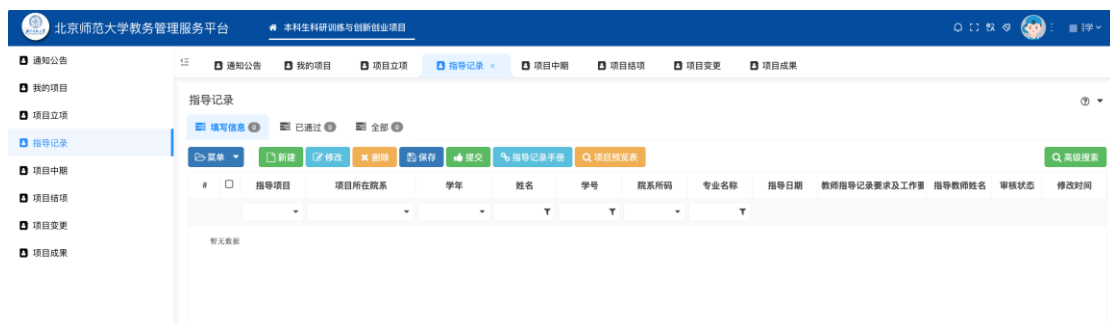 北京师范大学教务管理服务平台 本科生科研训练与创新创业项目
通知公告
我的项目
项目立项
指导记录
项目中期
项目结项
项目变更
项目成果
通知公告 我的项目 项目立项 指导记录 × 项目中期 项目结项 项目变更 项目成果
指导记录
填写信息 0 已通过 0 全部 0
菜单 新建 修改 删除 保存 提交 指导记录手册 项目预览表 高级搜索
# 指导项目 项目所在院系 学年 姓名 学号 院系所码 专业名称 指导日期 教师指导记录要求及工作要 指导教师姓名 审核状态 修改时间
暂无数据